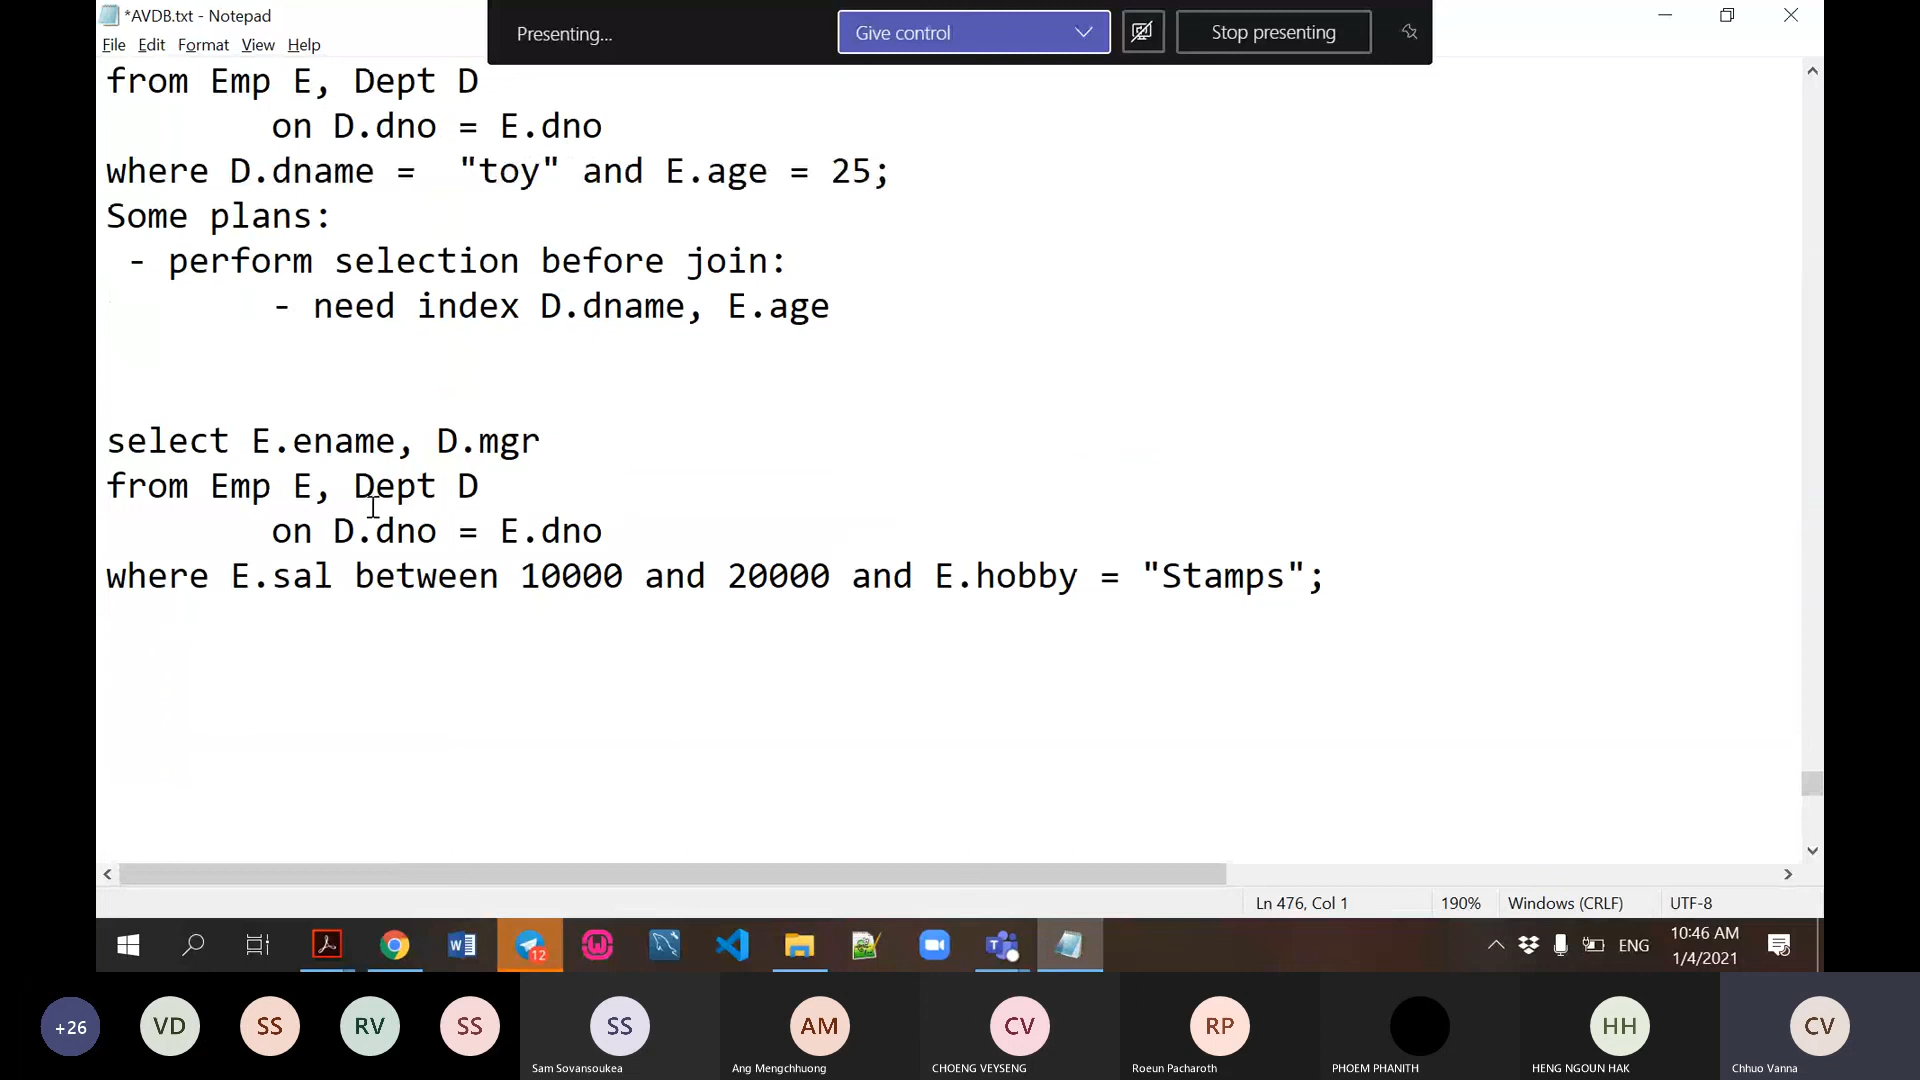 *AVDB.txt - Notepad
Presenting...
Give control
Stop presenting
File Edit Format View Help
from Emp E, Dept D
on D.dno = E.dno
where D.dname = "toy" and E.age = 25;
Some plans:
- perform selection before join:
- need index D.dname, E.age
select E.ename, D.mgr
from Emp E, Dept D
on D.dno = E.dno
where E.sal between 10000 and 20000 and E.hobby = "Stamps";
Ln 476, Col 1
190%
Windows (CRLF)
UTF-8
12
ENG
10:46 AM
1/4/2021
+26
VD
SS
RV
SS
SS
Sam Sovansoukea
AM
Ang Mengchhuong
CV
CHOENG VEYSENG
RP
Roeun Pacharoth
PHOEM PHANITH
HH
HENG NGOUN HAK
CV
Chhuo Vanna